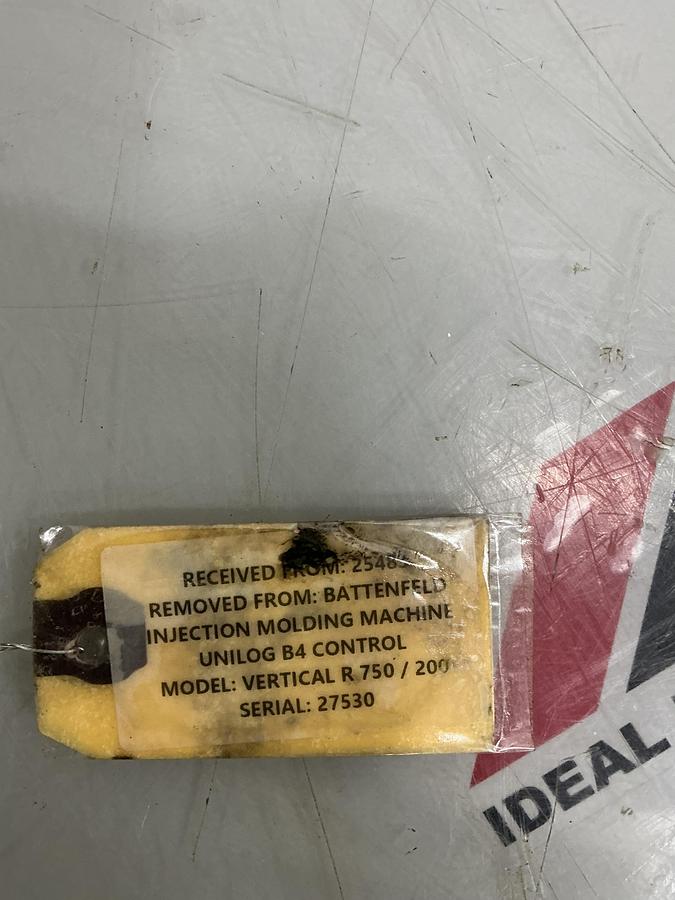 RECEIVED FROM:
REMOVED FROM: BATTENFELD
INJECTION MOLDING MACHINE
UNILOG B4 CONTROL
MODEL: VERTICAL R 750 /
SERIAL: 27530
IDEAL